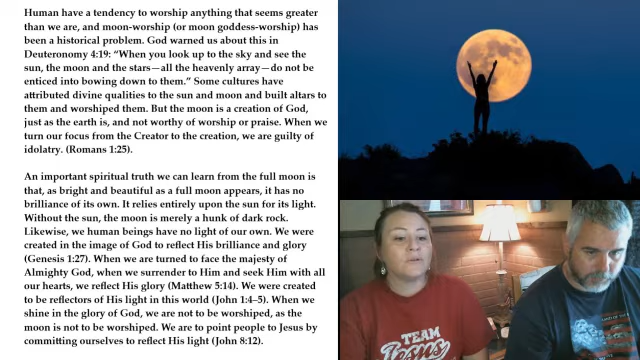 Human have a tendency to worship anything that seems greater
than we are, and moon-worship (or moon goddess-worship) has
been a historical problem. God warned us about this in
Deuteronomy 4:19: “When you look up to the sky and see the
sun, the moon and the stars—all the heavenly array—do not be
enticed into bowing down to them.” Some cultures have
attributed divine qualities to the sun and moon and built altars to
them and worshiped them. But the moon is a creation of God,
just as the earth is, and not worthy of worship or praise. When we
turn our focus from the Creator to the creation, we are guilty of
idolatry. (Romans 1:25).
An important spiritual truth we can learn from the full moon is
that, as bright and beautiful as a full moon appears, it has no
brilliance of its own. It relies entirely upon the sun for its light.
Without the sun, the moon is merely a hunk of dark rock.
Likewise, we human beings have no light of our own. We were
created in the image of God to reflect His brilliance and glory
(Genesis 1:27). When we are turned to face the majesty of
Almighty God, when we surrender to Him and seek Him with all
our hearts, we reflect His glory (Matthew 5:14). We were created
to be reflectors of His light in this world (John 1:4–5). When we
shine in the glory of God, we are not to be worshiped, as the
moon is not to be worshiped. We are to point people to Jesus by
committing ourselves to reflect His light (John 8:12).
TEAM
Jesus